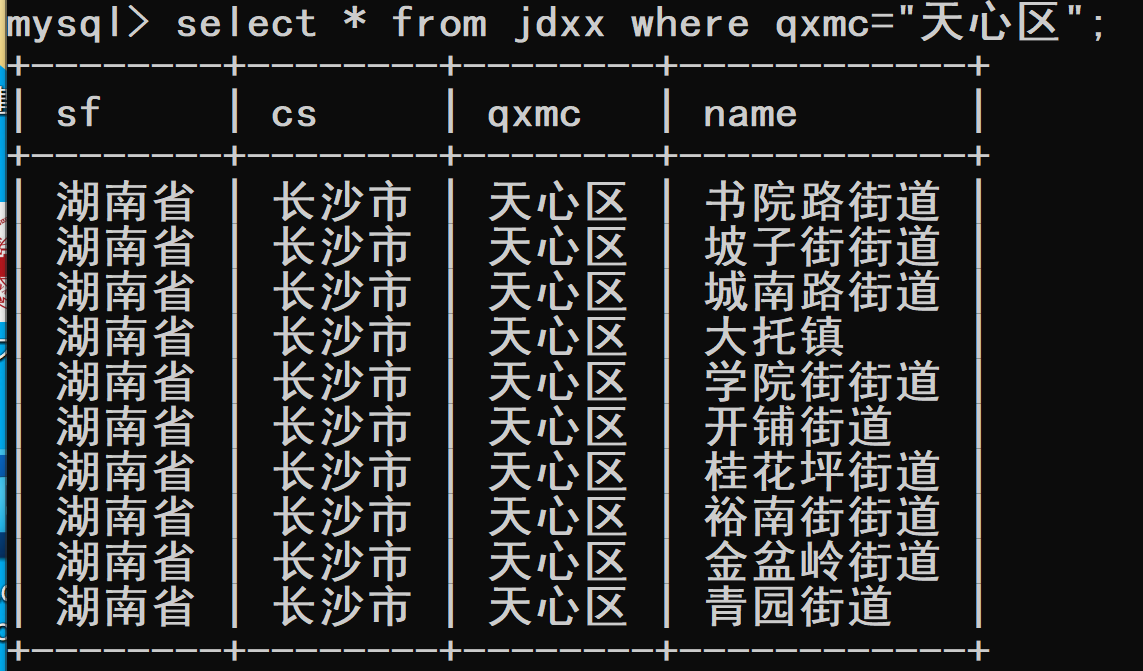 mysql> select * from jdxx where qxmc="天心区";
+---------+---------+---------+------------+
| sf | cs | qxmc | name |
+---------+---------+---------+------------+
| 湖南省 | 长沙市 | 天心区 | 书院路街道 |
| 湖南省 | 长沙市 | 天心区 | 坡子街街道 |
| 湖南省 | 长沙市 | 天心区 | 城南路街道 |
| 湖南省 | 长沙市 | 天心区 | 大托镇 |
| 湖南省 | 长沙市 | 天心区 | 学院街街道 |
| 湖南省 | 长沙市 | 天心区 | 开铺街道 |
| 湖南省 | 长沙市 | 天心区 | 桂花坪街道 |
| 湖南省 | 长沙市 | 天心区 | 裕南街街道 |
| 湖南省 | 长沙市 | 天心区 | 金盆岭街道 |
| 湖南省 | 长沙市 | 天心区 | 青园街道 |
+---------+---------+---------+------------+